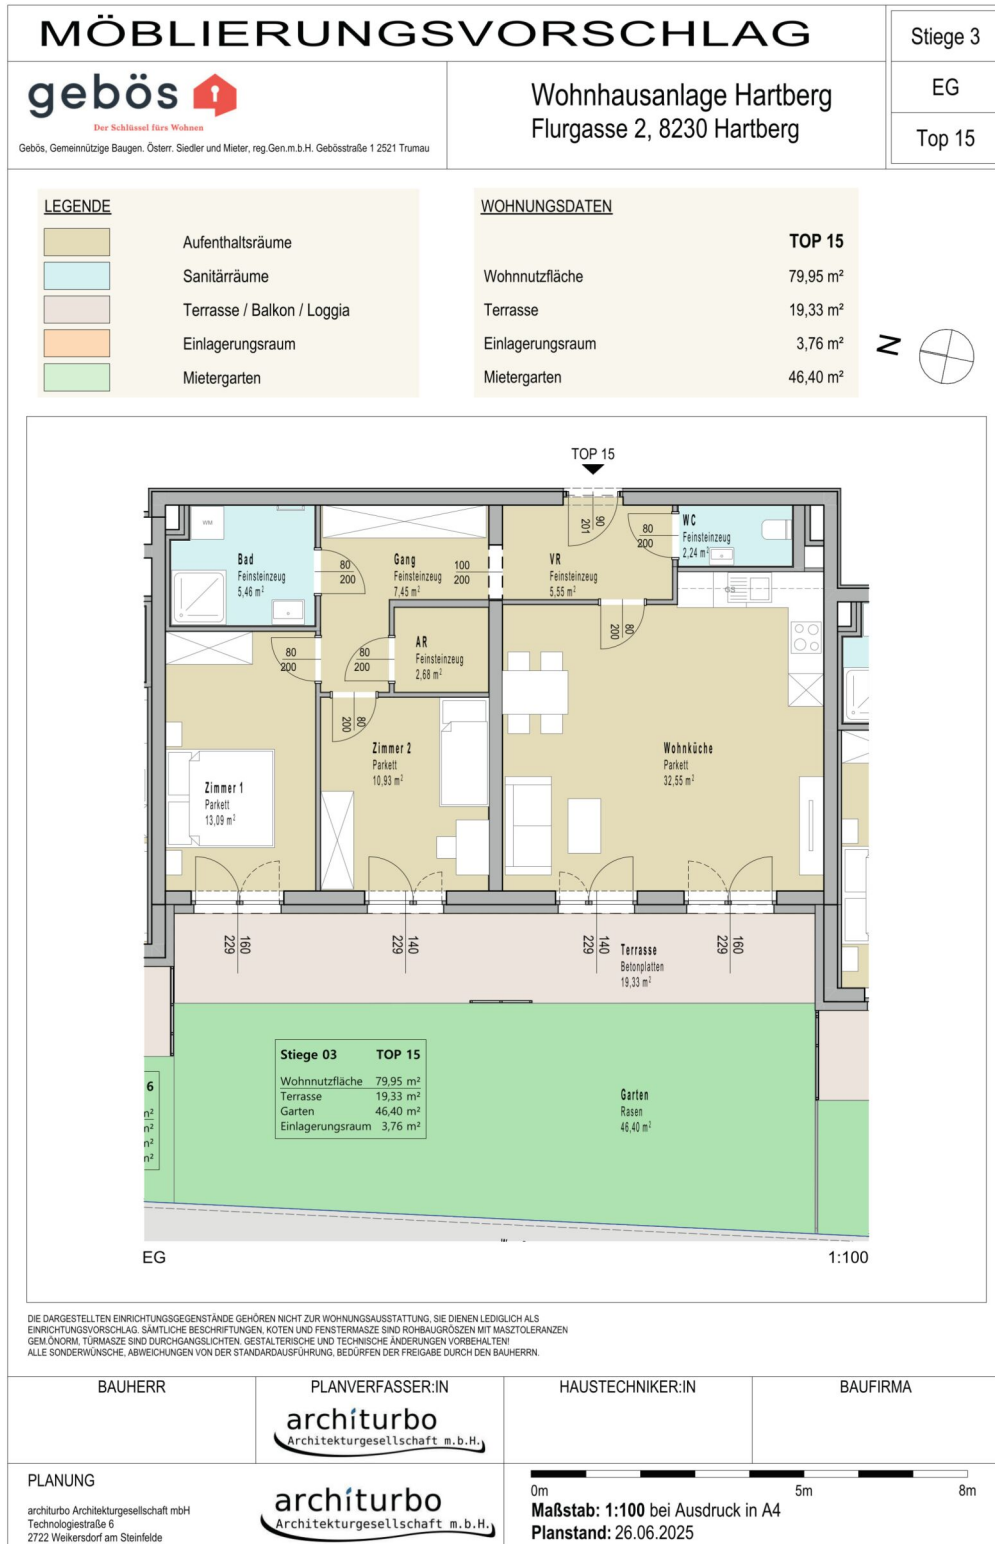 MÖBLIERUNGSVORSCHLAG
Stiege 3
EG
Top 15
gebös
Der Schlüssel fürs Wohnen
Gebös, Gemeinnützige Baugen. Österr. Siedler und Mieter, reg.Gen.m.b.H. Gebösstraße 1 2521 Trumau
Wohnhausanlage Hartberg
Flurgasse 2, 8230 Hartberg
LEGENDE
Aufenthaltsräume
Sanitärräume
Terrasse / Balkon / Loggia
Einlagerungsraum
Mietergarten
WOHNUNGSDATEN
TOP 15
Wohnnutzfläche 79,95 m²
Terrasse 19,33 m²
Einlagerungsraum 3,76 m²
Mietergarten 46,40 m²
N
TOP 15
WM
Bad
Feinsteinzeug
5,46 m²
80
200
Gang
Feinsteinzeug
7,45 m²
100
200
VR
Feinsteinzeug
5,55 m²
90
201
80
200
WC
Feinsteinzeug
2,24 m²
GS
80
200
80
200
AR
Feinsteinzeug
2,68 m²
80
200
80
200
Zimmer 1
Parkett
13,09 m²
Zimmer 2
Parkett
10,93 m²
Wohnküche
Parkett
32,55 m²
160
229
140
229
140
229
160
229
Terrasse
Betonplatten
19,33 m²
Stiege 03 TOP 15
Wohnnutzfläche 79,95 m²
Terrasse 19,33 m²
Garten 46,40 m²
Einlagerungsraum 3,76 m²
6
m²
m²
m²
m²
Garten
Rasen
46,40 m²
EG
1:100
DIE DARGESTELLTEN EINRICHTUNGSGEGENSTÄNDE GEHÖREN NICHT ZUR WOHNUNGSAUSSTATTUNG, SIE DIENEN LEDIGLICH ALS
EINRICHTUNGSVORSCHLAG. SÄMTLICHE BESCHRIFTUNGEN, KOTEN UND FENSTERMASZE SIND ROHBAUGRÖSZEN MIT MASZTOLERANZEN
GEM.ÖNORM, TÜRMASZE SIND DURCHGANGSLICHTEN. GESTALTERISCHE UND TECHNISCHE ÄNDERUNGEN VORBEHALTEN!
ALLE SONDERWÜNSCHE, ABWEICHUNGEN VON DER STANDARDAUSFÜHRUNG, BEDÜRFEN DER FREIGABE DURCH DEN BAUHERRN.
BAUHERR
PLANVERFASSER:IN
HAUSTECHNIKER:IN
BAUFIRMA
architurbo
Architekturgesellschaft m.b.H.
PLANUNG
architurbo Architekturgesellschaft mbH
Technologiestraße 6
2722 Weikersdorf am Steinfelde
architurbo
Architekturgesellschaft m.b.H.
0m 5m 8m
Maßstab: 1:100 bei Ausdruck in A4
Planstand: 26.06.2025